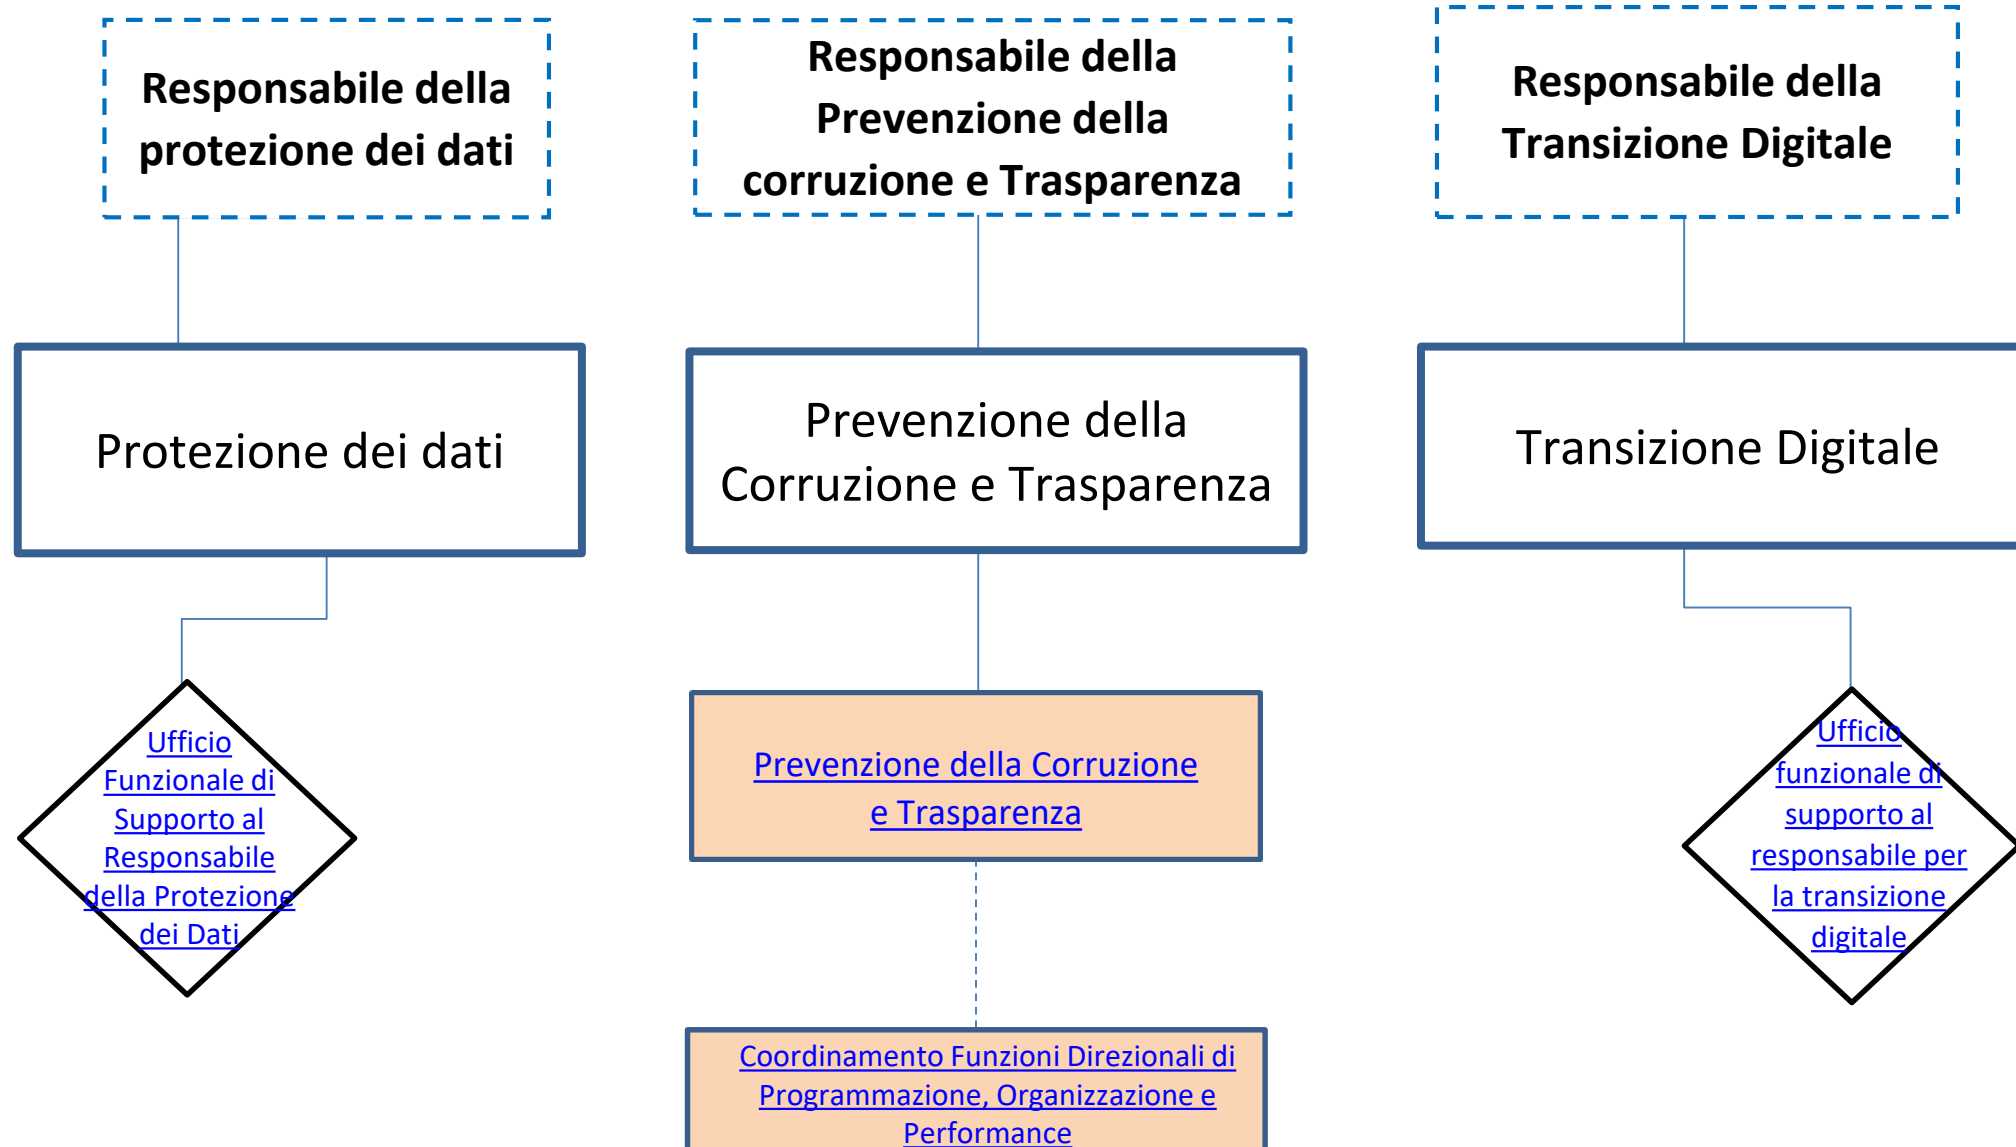 Responsabile della
protezione dei dati
Responsabile della
Prevenzione della
corruzione e Trasparenza
Responsabile della
Transizione Digitale
Protezione dei dati
Prevenzione della
Corruzione e Trasparenza
Transizione Digitale
Ufficio
Funzionale di
Supporto al
Responsabile
della Protezione
dei Dati
Prevenzione della Corruzione
e Trasparenza
Ufficio
funzionale di
supporto al
responsabile per
la transizione
digitale
Coordinamento Funzioni Direzionali di
Programmazione, Organizzazione e
Performance